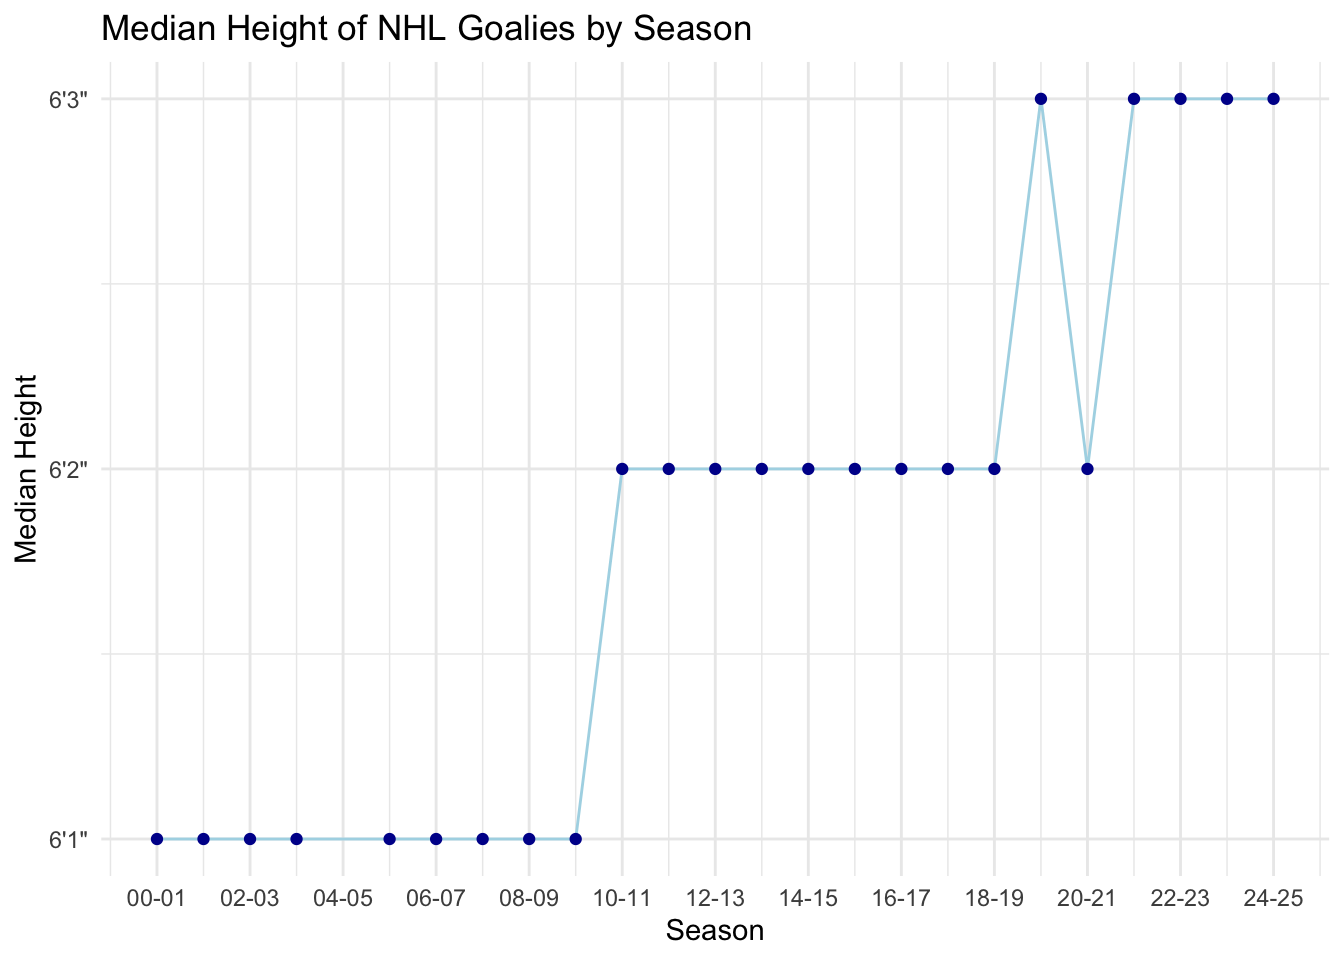 Median Height of NHL Goalies by Season
6'3"
6'2"
6'1"
Median Height
00-01 02-03 04-05 06-07 08-09 10-11 12-13 14-15 16-17 18-19 20-21 22-23 24-25
Season